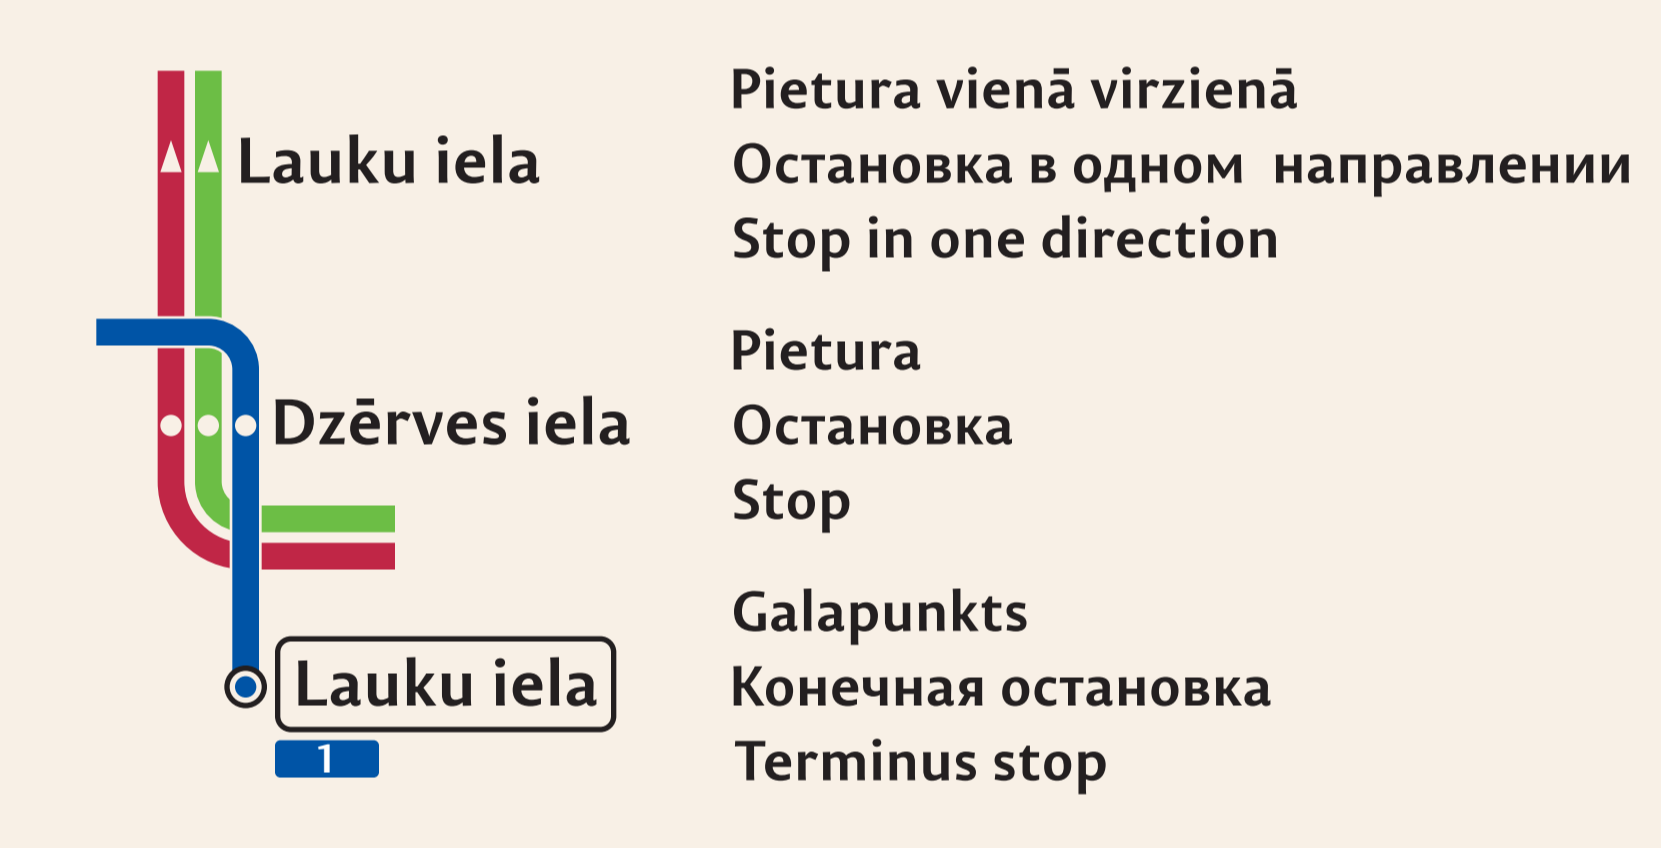 Lauku iela
Pietura vienā virzienā
Остановка в одном направлении
Stop in one direction
Dzērves iela
Pietura
Остановка
Stop
Lauku iela
1
Galapunkts
Конечная остановка
Terminus stop